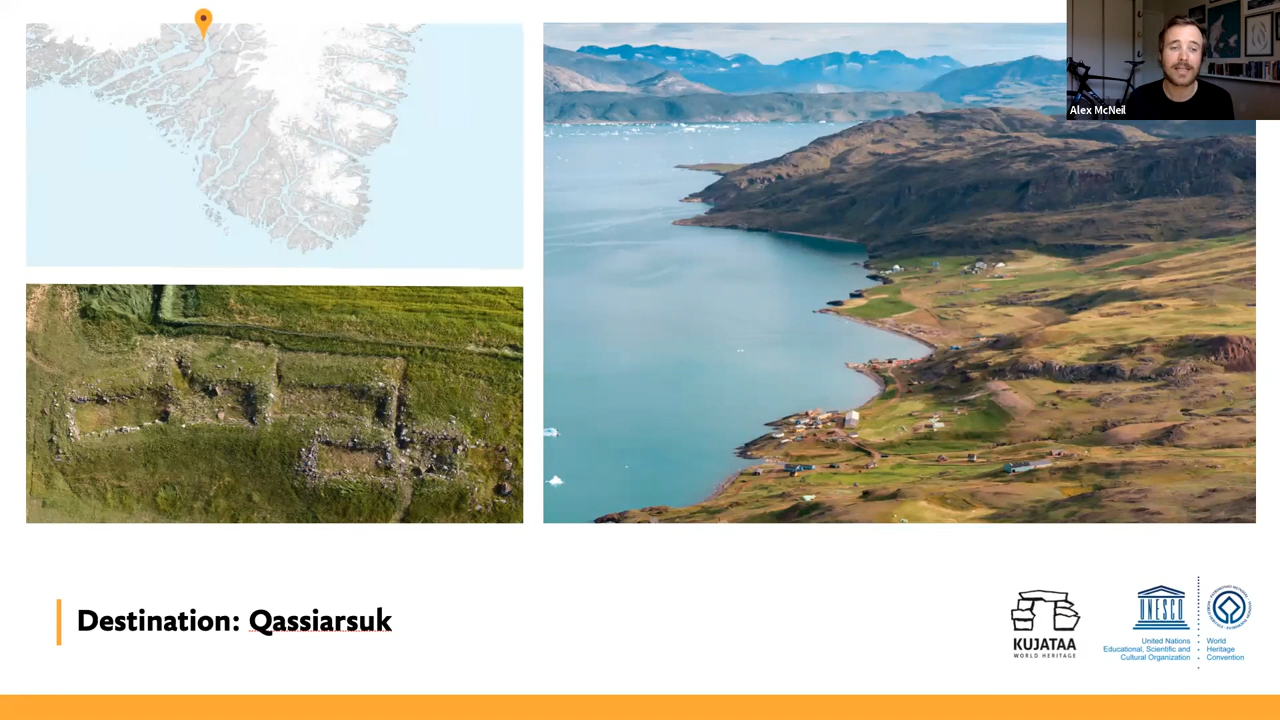 Alex McNeil
Destination: Qassiarsuk
KUJATAA
WORLD HERITAGE
UNESCO
United Nations
Educational, Scientific and
Cultural Organization
World
Heritage
Convention